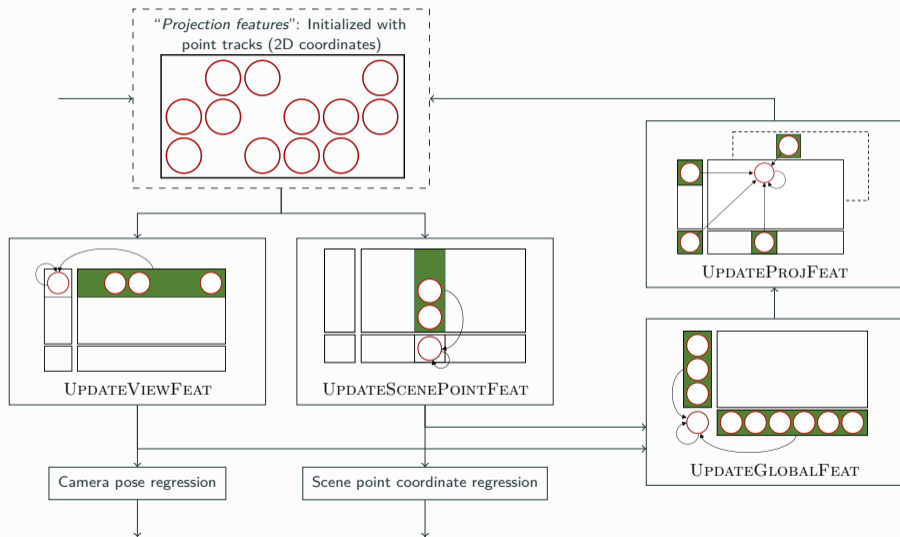 “Projection features”: Initialized with
point tracks (2D coordinates)
UpdateProjFeat
UpdateViewFeat
UpdateScenePointFeat
UpdateGlobalFeat
Camera pose regression
Scene point coordinate regression